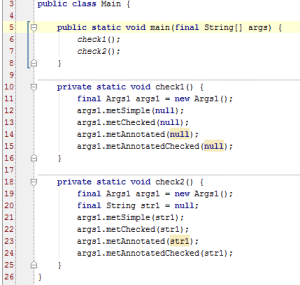 3 public class Main {
4
5 public static void main(final String[] args) {
6 check1();
7 check2();
8 }
9
10 private static void check1() {
11 final Args1 args1 = new Args1();
12 args1.metSimple(null);
13 args1.metChecked(null);
14 args1.metAnnotated(null);
15 args1.metAnnotatedChecked(null);
16 }
17
18 private static void check2() {
19 final Args1 args1 = new Args1();
20 final String str1 = null;
21 args1.metSimple(str1);
22 args1.metChecked(str1);
23 args1.metAnnotated(str1);
24 args1.metAnnotatedChecked(str1);
25 }
26 }